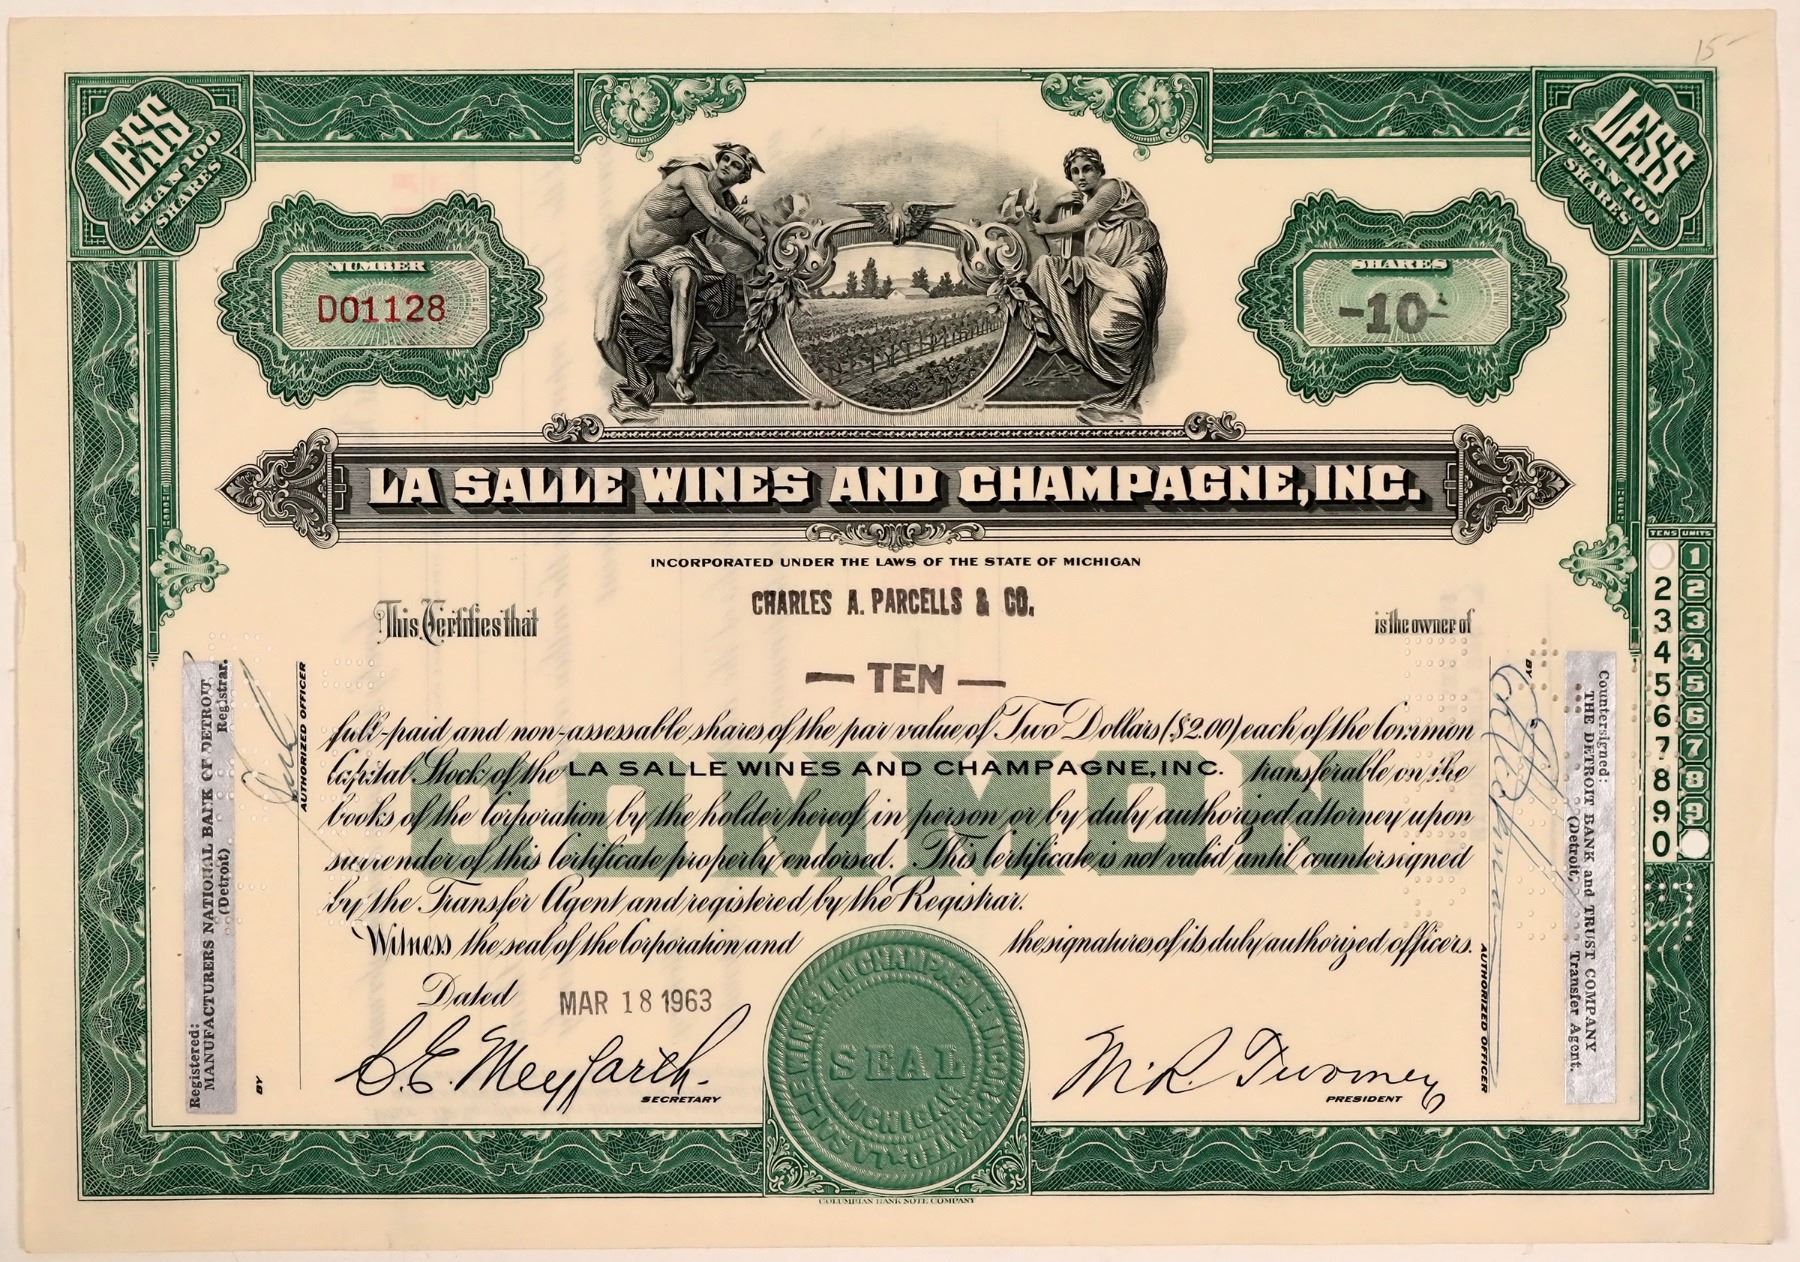 15-
LESS
THAN 100
SHARES
LESS
THAN 100
SHARES
NUMBER
D01128
SHARES
-10-
LA SALLE WINES AND CHAMPAGNE, INC.
INCORPORATED UNDER THE LAWS OF THE STATE OF MICHIGAN
This Certifies that
CHARLES A. PARCELLS & CO.
is the owner of
— TEN —
full-paid and non-assessable shares of the par value of Two Dollars ($2.00) each of the Common
Capital Stock of the LA SALLE WINES AND CHAMPAGNE, INC. transferable on the
books of the Corporation by the holder hereof in person or by duly authorized attorney upon
surrender of this Certificate properly endorsed. This Certificate is not valid until countersigned
by the Transfer Agent and registered by the Registrar.
COMMON
Witness the seal of the Corporation and the signatures of its duly authorized officers.
Dated MAR 18 1963
C. E. Meyfarth.
SECRETARY
M. R. Twomey
PRESIDENT
SEAL
MICHIGAN
COLUMBIAN BANK NOTE COMPANY
Registered:
MANUFACTURERS NATIONAL BANK OF DETROIT
(Detroit) Registrar.
BY
AUTHORIZED OFFICER
Countersigned:
THE DETROIT BANK and TRUST COMPANY
(Detroit) Transfer Agent.
BY
AUTHORIZED OFFICER
TENS UNITS
1
2 2
3 3
4 4
5 5
6 6
7 7
8 8
9 9
0